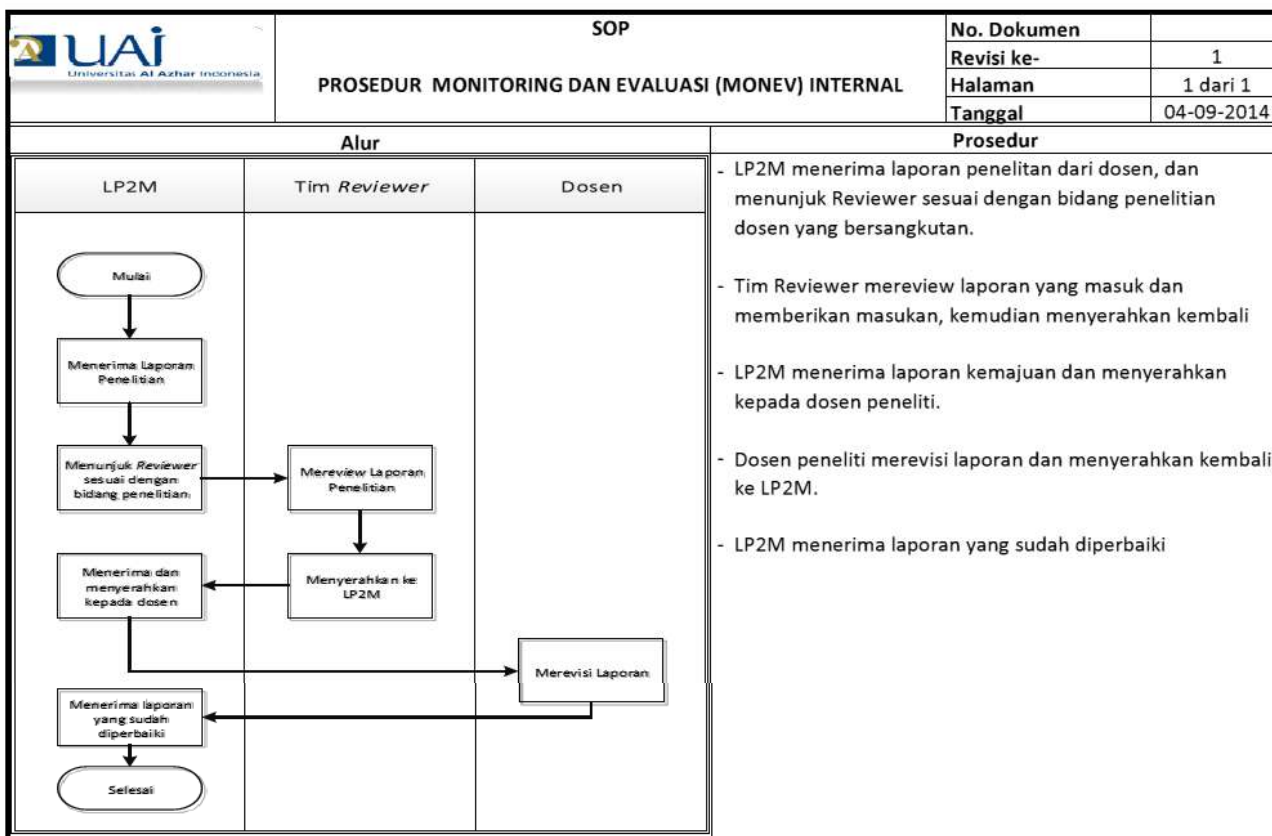 UAI
Universitas Al Azhar Indonesia
SOP
PROSEDUR MONITORING DAN EVALUASI (MONEV) INTERNAL
No. Dokumen
Revisi ke- 1
Halaman 1 dari 1
Tanggal 04-09-2014
Alur
Prosedur
LP2M
Tim Reviewer
Dosen
Mulai
Menerima Laporan
Penelitian
Menunjuk Reviewer
sesuai dengan
bidang penelitian
Mereview Laporan
Penelitian
Menerima dan
menyerahkan
kepada dosen
Menyerahkan ke
LP2M
Merevisi Laporan
Menerima laporan
yang sudah
diperbaiki
Selesai
- LP2M menerima laporan penelitan dari dosen, dan
menunjuk Reviewer sesuai dengan bidang penelitian
dosen yang bersangkutan.
- Tim Reviewer mereview laporan yang masuk dan
memberikan masukan, kemudian menyerahkan kembali
- LP2M menerima laporan kemajuan dan menyerahkan
kepada dosen peneliti.
- Dosen peneliti merevisi laporan dan menyerahkan kembali
ke LP2M.
- LP2M menerima laporan yang sudah diperbaiki